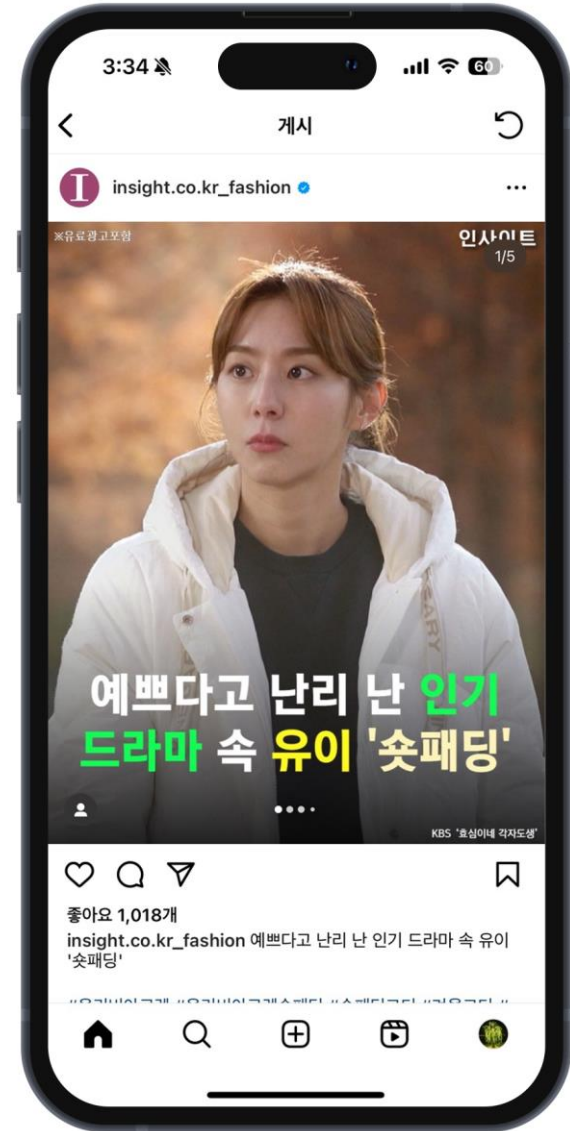 3:34
60
게시
I
insight.co.kr_fashion
※유료광고포함
인사이트
1/5
SARY
예쁘다고 난리 난 인기
드라마 속 유이 '숏패딩'
KBS '효심이네 각자도생'
좋아요 1,018개
insight.co.kr_fashion 예쁘다고 난리 난 인기 드라마 속 유이
'숏패딩'